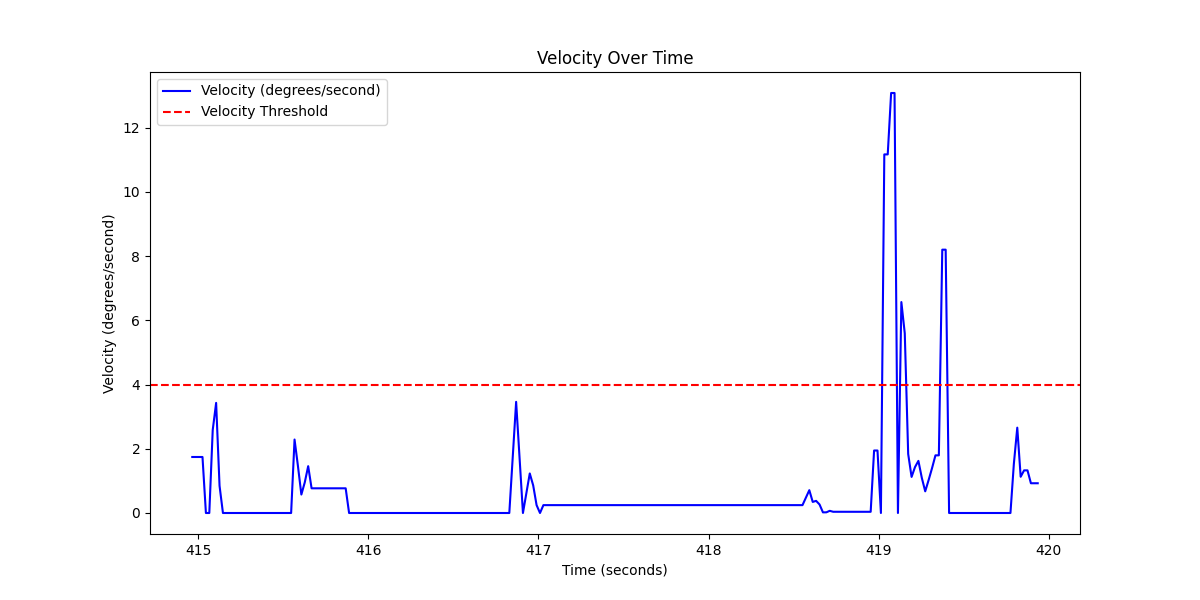 Velocity Over Time
Velocity (degrees/second)
Velocity Threshold
Velocity (degrees/second)
12
10
8
6
4
2
0
415 416 417 418 419 420
Time (seconds)